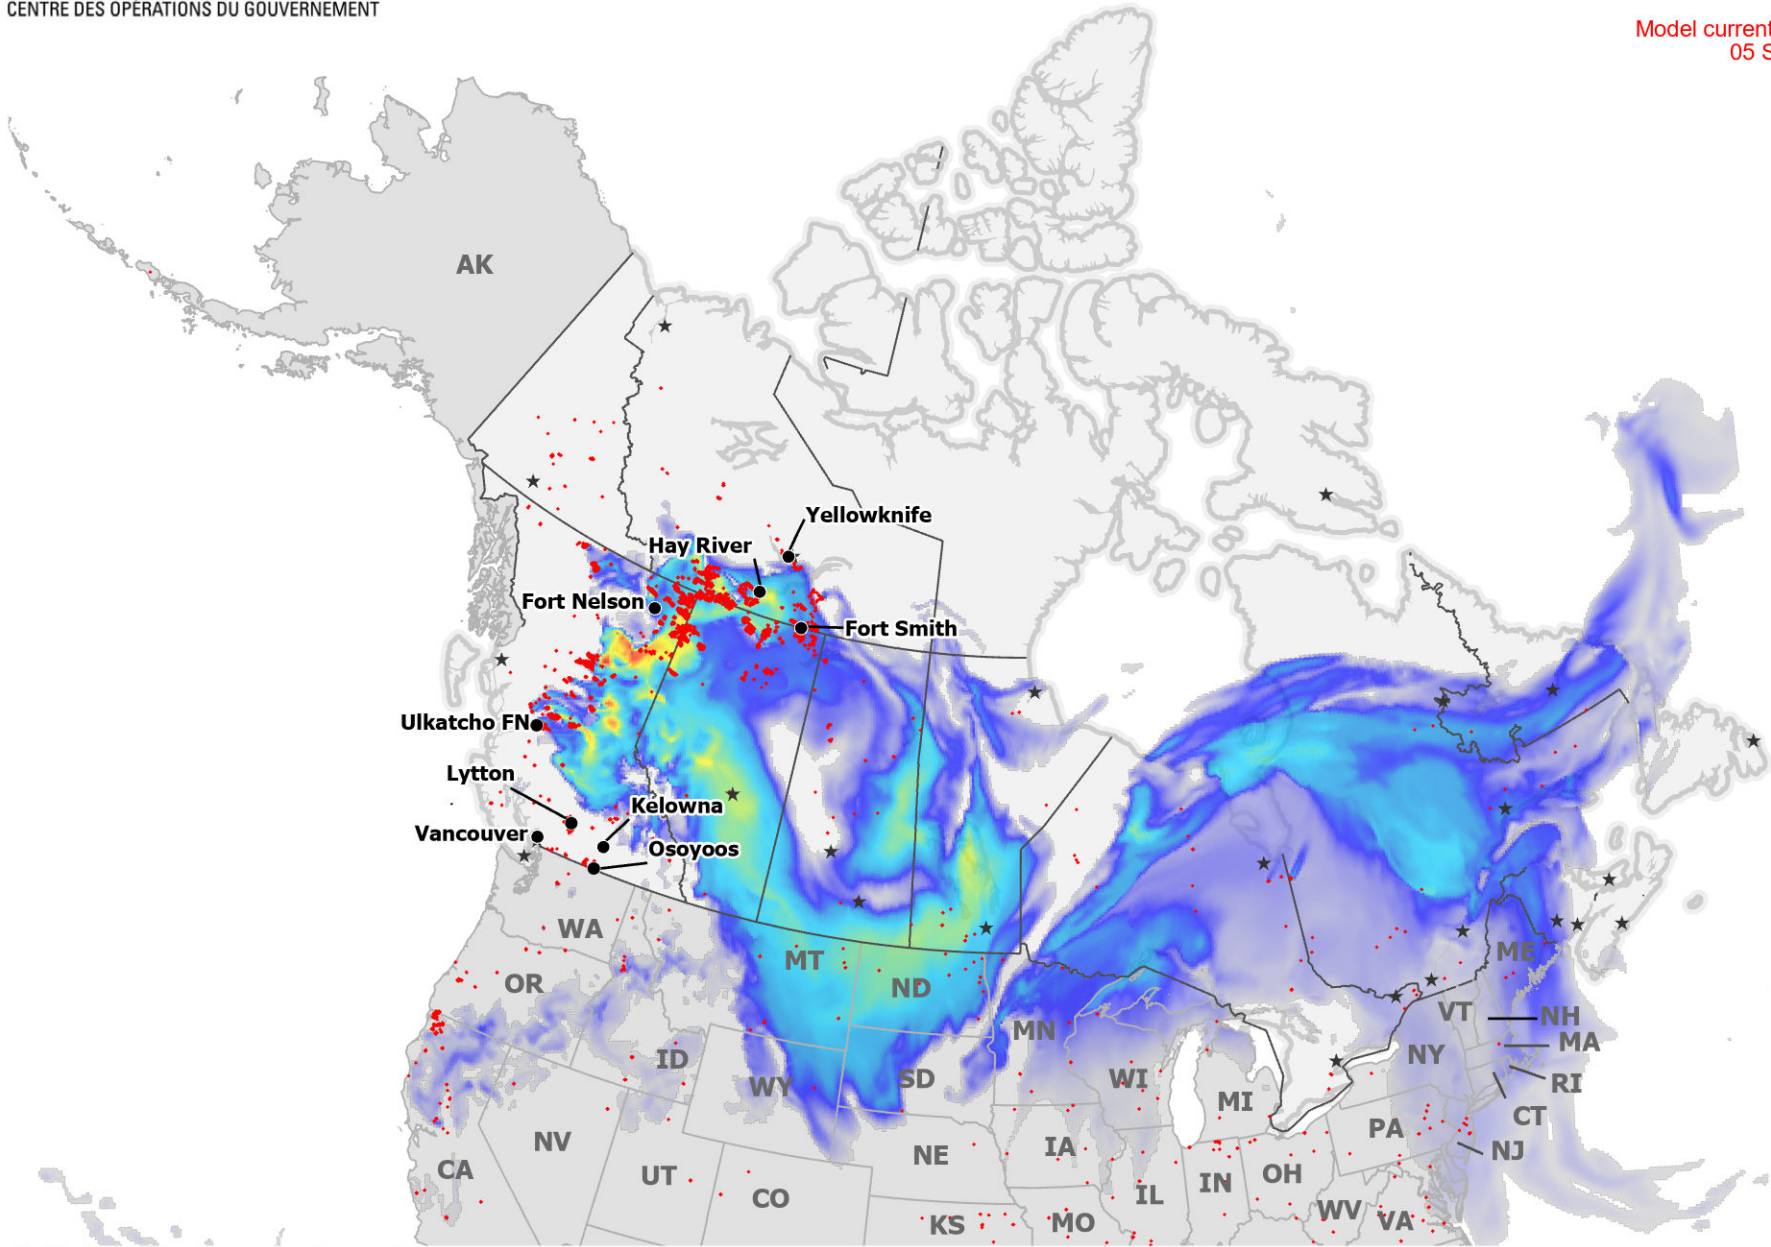 CENTRE DES OPÉRATIONS DU GOUVERNEMENT
Model current
05 S
AK
Yellowknife
Hay River
Fort Nelson
Fort Smith
Ulkatcho FN
Lytton
Kelowna
Vancouver
Osoyoos
WA
MT
ND
OR
ME
MN
VT
NH
MA
NY
ID
WY
SD
WI
MI
RI
CT
PA
NJ
NV
NE
IA
CA
UT
CO
IL
IN
OH
KS
MO
WV
VA